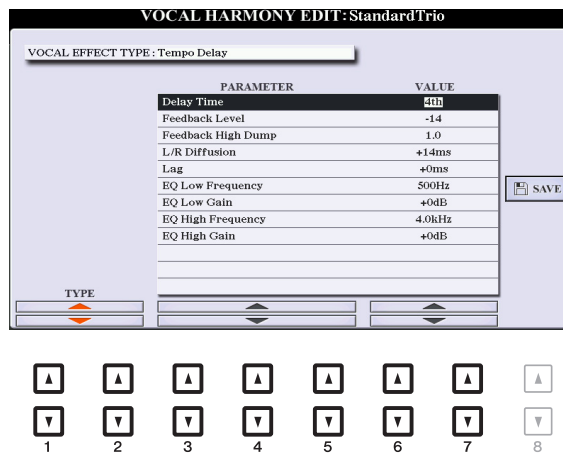 VOCAL HARMONY EDIT: StandardTrio
VOCAL EFFECT TYPE : Tempo Delay
PARAMETER VALUE
Delay Time 4th
Feedback Level -14
Feedback High Dump 1.0
L/R Diffusion +14ms
Lag +0ms
EQ Low Frequency 500Hz
EQ Low Gain +0dB
EQ High Frequency 4.0kHz
EQ High Gain +0dB
SAVE
TYPE
1 2 3 4 5 6 7 8